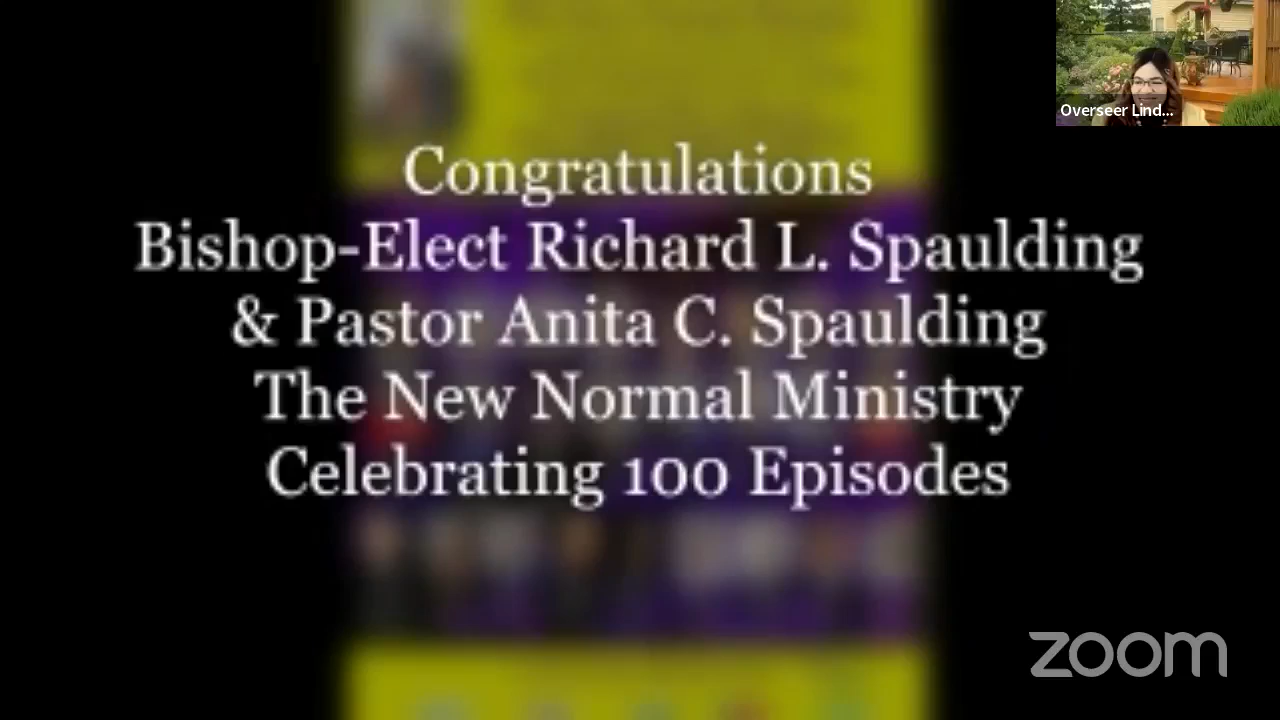 Overseer Lind...
Congratulations
Bishop-Elect Richard L. Spaulding
& Pastor Anita C. Spaulding
The New Normal Ministry
Celebrating 100 Episodes
zoom